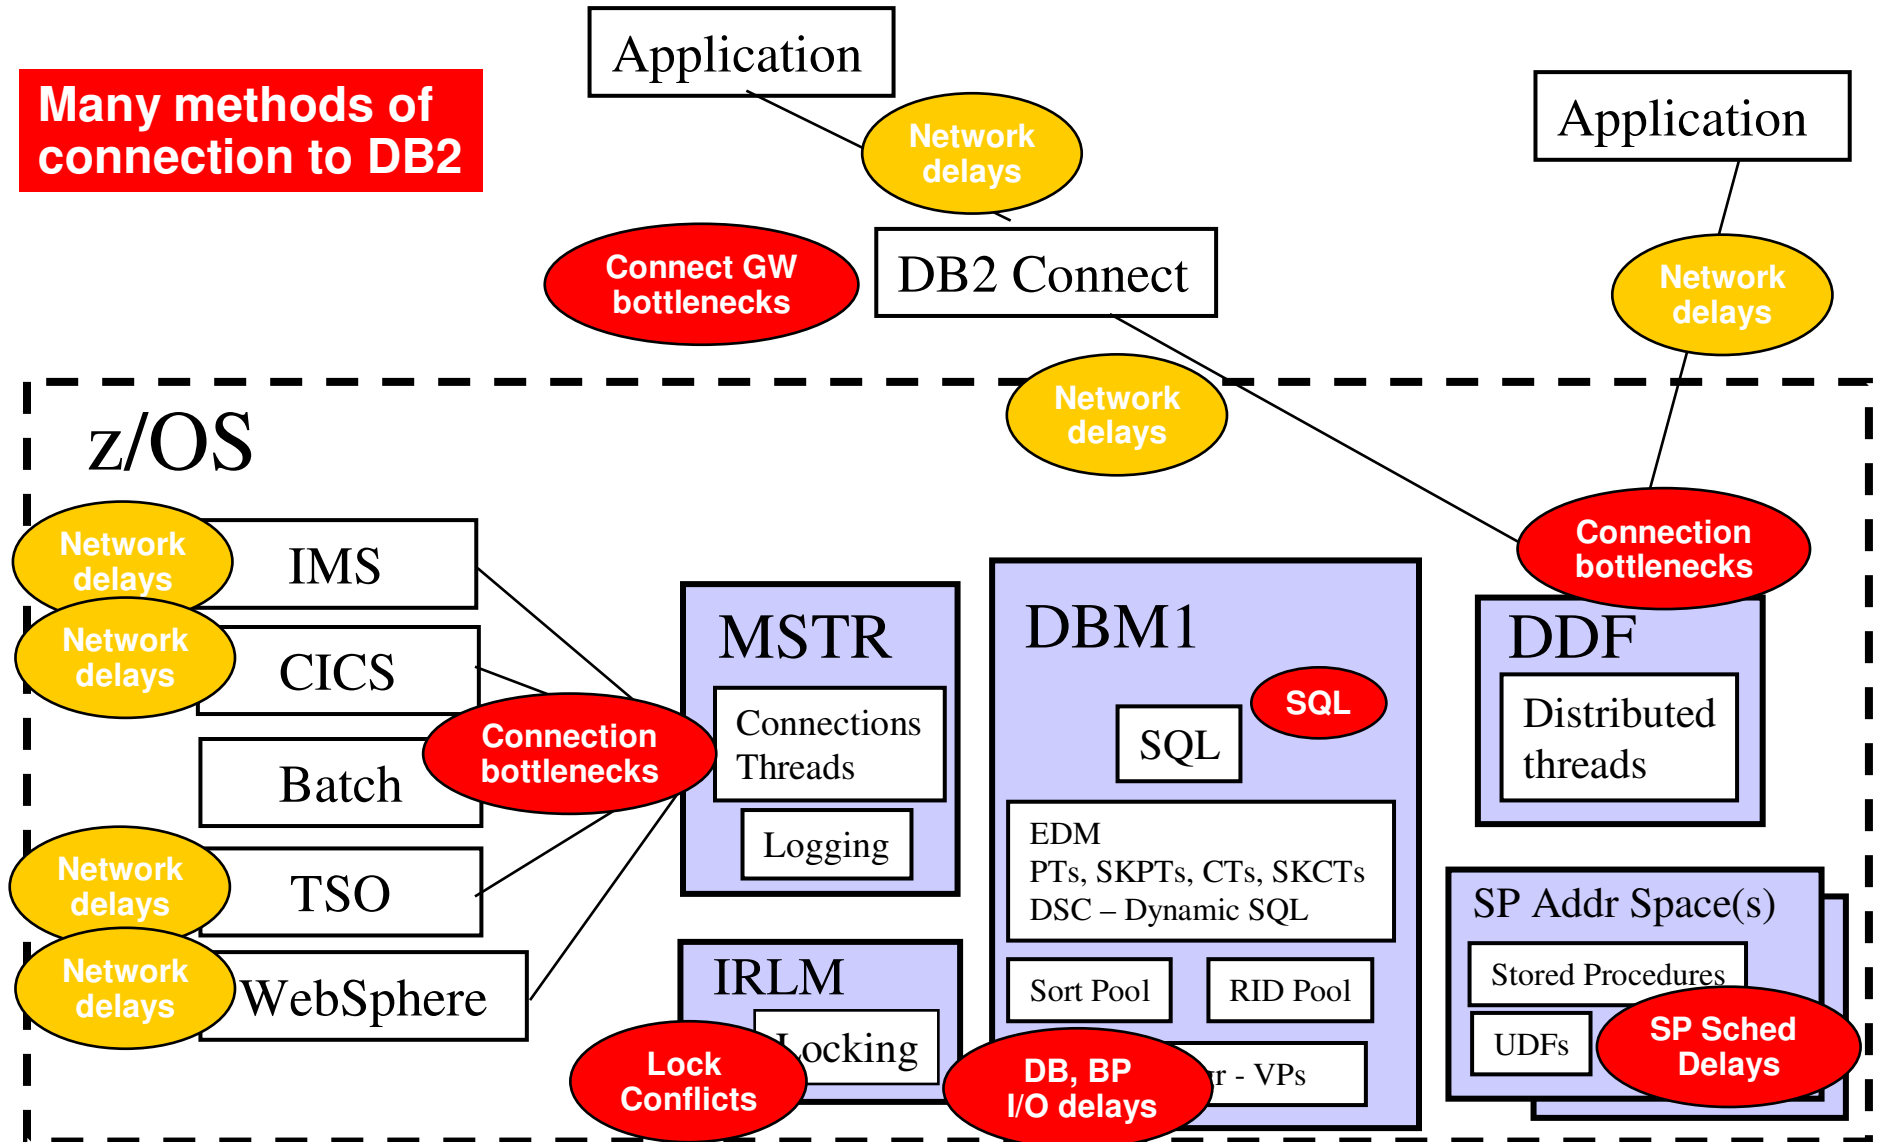 Many methods of
connection to DB2
Application
Application
Network
delays
Connect GW
bottlenecks
DB2 Connect
Network
delays
Network
delays
z/OS
Network
delays
IMS
Connection
bottlenecks
Network
delays
CICS
MSTR
Connections
Threads
Logging
Connection
bottlenecks
Batch
Network
delays
TSO
Network
delays
WebSphere
IRLM
Locking
Lock
Conflicts
DBM1
SQL
SQL
EDM
PTs, SKPTs, CTs, SKCTs
DSC – Dynamic SQL
Sort Pool
RID Pool
DB, BP
I/O delays
- VPs
DDF
Distributed
threads
SP Addr Space(s)
Stored Procedures
UDFs
SP Sched
Delays